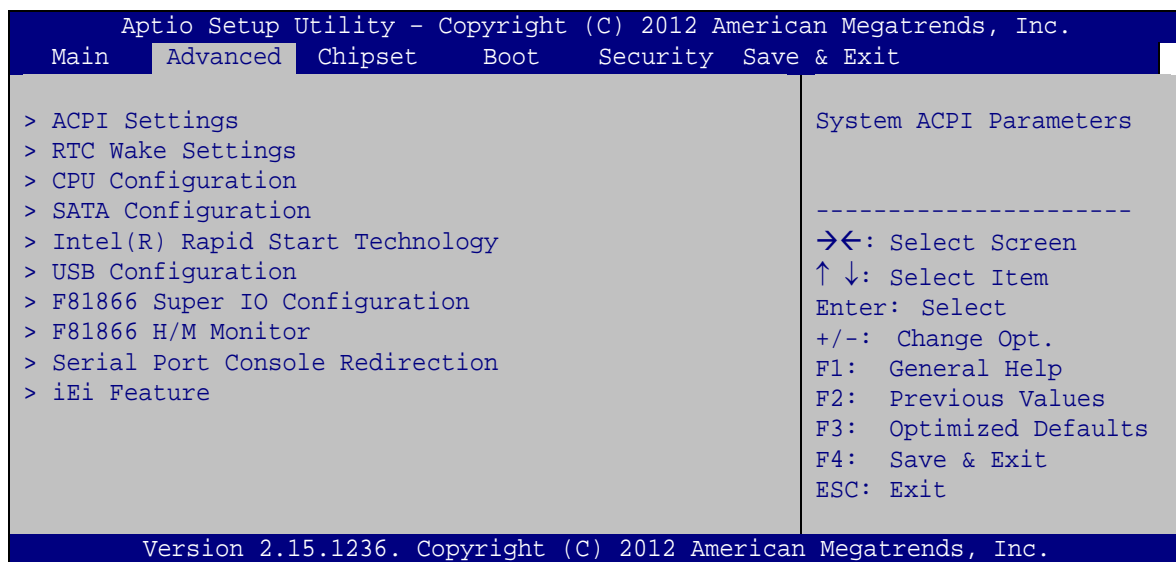 Aptio Setup Utility – Copyright (C) 2012 American Megatrends, Inc.
Main Advanced Chipset Boot Security Save & Exit
> ACPI Settings
> RTC Wake Settings
> CPU Configuration
> SATA Configuration
> Intel(R) Rapid Start Technology
> USB Configuration
> F81866 Super IO Configuration
> F81866 H/M Monitor
> Serial Port Console Redirection
> iEi Feature
System ACPI Parameters
----------------------
→←: Select Screen
↑ ↓: Select Item
Enter: Select
+/-: Change Opt.
F1: General Help
F2: Previous Values
F3: Optimized Defaults
F4: Save & Exit
ESC: Exit
Version 2.15.1236. Copyright (C) 2012 American Megatrends, Inc.